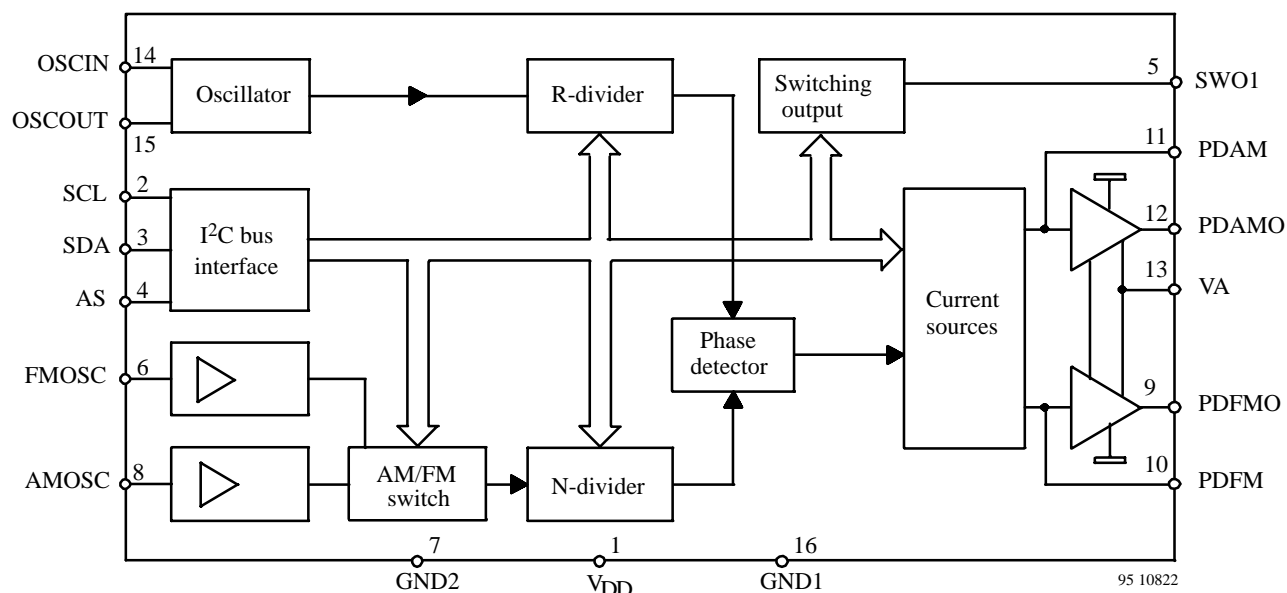 OSCIN
14
OSCOUT
15
Oscillator
R-divider
Switching
output
5
SWO1
11
PDAM
SCL
2
SDA
3
AS
4
I²C bus
interface
12
PDAMO
13
VA
Current
sources
Phase
detector
FMOSC
6
9
PDFMO
AMOSC
8
AM/FM
switch
N-divider
10
PDFM
7
GND2
1
VDD
16
GND1
95 10822